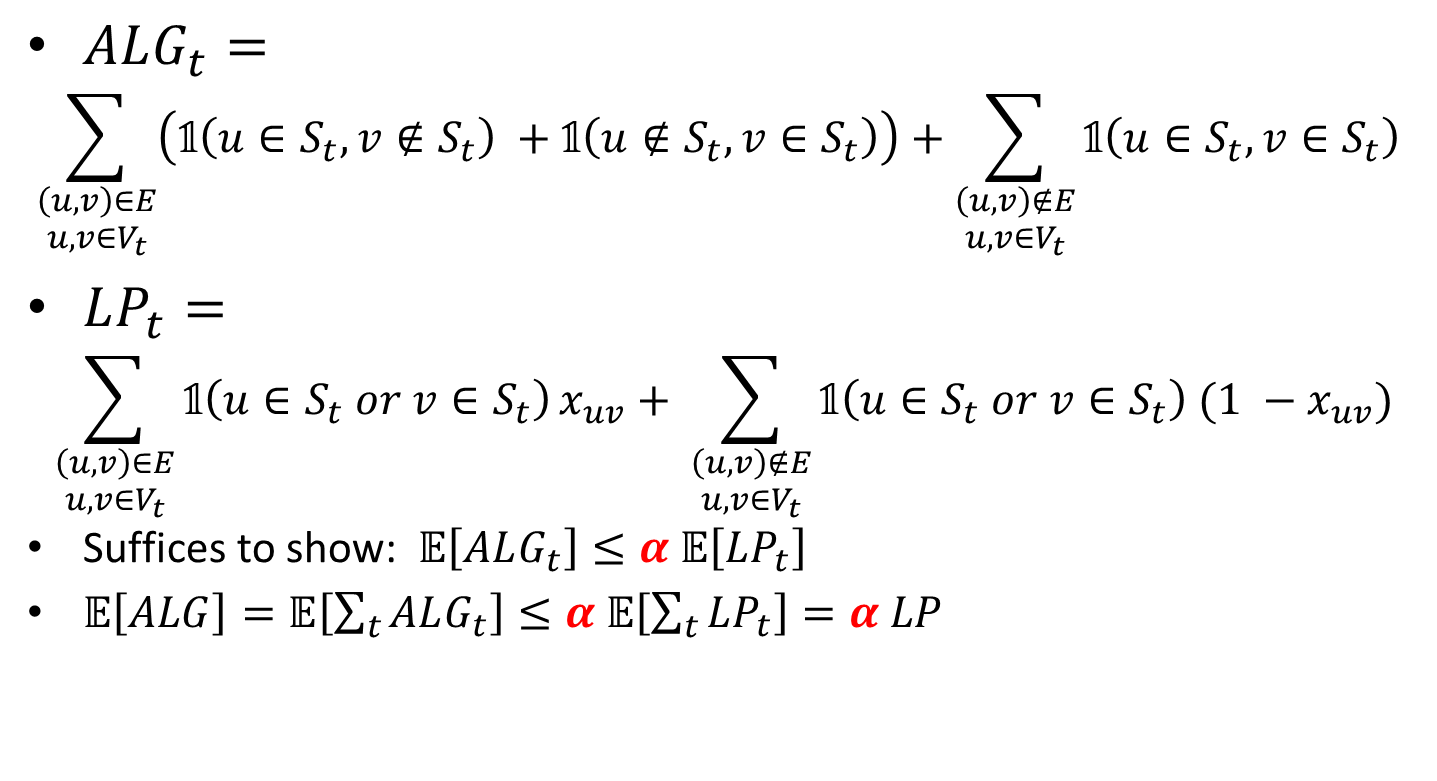 • ALG_t =
∑_{(u,v)∈E u,v∈V_t} (𝟙(u ∈ S_t, v ∉ S_t) + 𝟙(u ∉ S_t, v ∈ S_t)) + ∑_{(u,v)∉E u,v∈V_t} 𝟙(u ∈ S_t, v ∈ S_t)
• LP_t =
∑_{(u,v)∈E u,v∈V_t} 𝟙(u ∈ S_t or v ∈ S_t) x_{uv} + ∑_{(u,v)∉E u,v∈V_t} 𝟙(u ∈ S_t or v ∈ S_t) (1 − x_{uv})
• Suffices to show: 𝔼[ALG_t] ≤ α 𝔼[LP_t]
• 𝔼[ALG] = 𝔼[∑_t ALG_t] ≤ α 𝔼[∑_t LP_t] = α LP